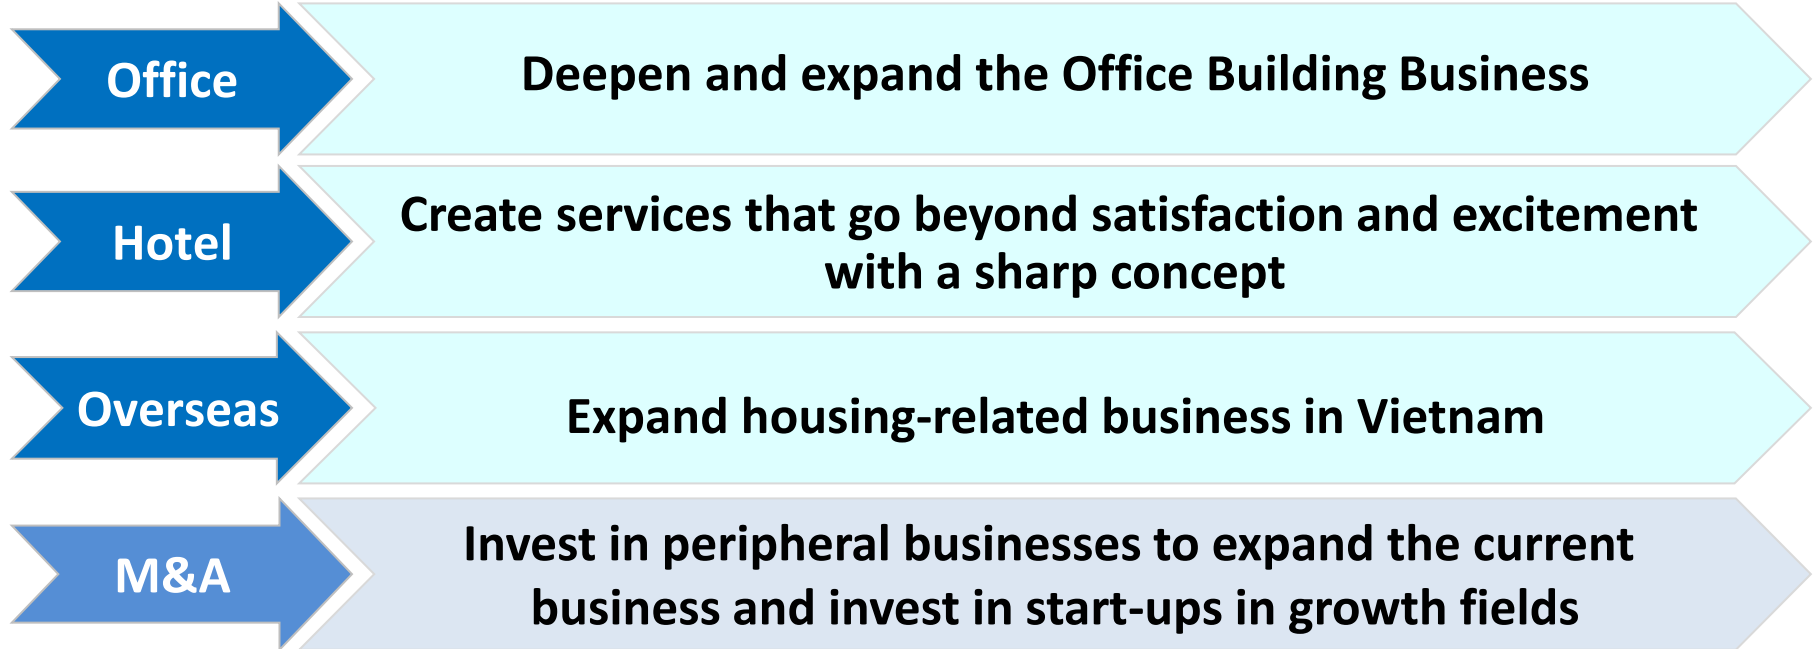 Office
Deepen and expand the Office Building Business
Hotel
Create services that go beyond satisfaction and excitement
with a sharp concept
Overseas
Expand housing-related business in Vietnam
M&A
Invest in peripheral businesses to expand the current
business and invest in start-ups in growth fields